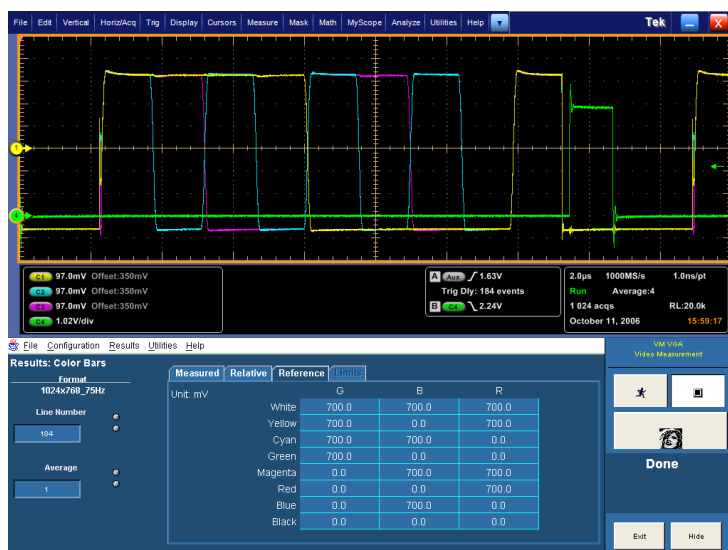 File Edit Vertical Horiz/Acq Trig Display Cursors Measure Mask Math MyScope Analyze Utilities Help Tek X
1
4
C1 97.0mV Offset:350mV
C2 97.0mV Offset:350mV
C3 97.0mV Offset:350mV
C4 1.02V/div
A Aux 1.63V
Trig Dly: 184 events
B C4 2.24V
2.0µs 1000MS/s 1.0ns/pt
Run Average:4
1 024 acqs RL:20.0k
October 11, 2006 15:59:17
File Configuration Results Utilities Help
Results: Color Bars
Format
1024x768_75Hz
Line Number
184
Average
1
Measured Relative Reference Limits
Unit: mV G B R
White 700.0 700.0 700.0
Yellow 700.0 0.0 700.0
Cyan 700.0 700.0 0.0
Green 700.0 0.0 0.0
Magenta 0.0 700.0 700.0
Red 0.0 0.0 700.0
Blue 0.0 700.0 0.0
Black 0.0 0.0 0.0
VM VGA
Video Measurement
Done
Exit Hide